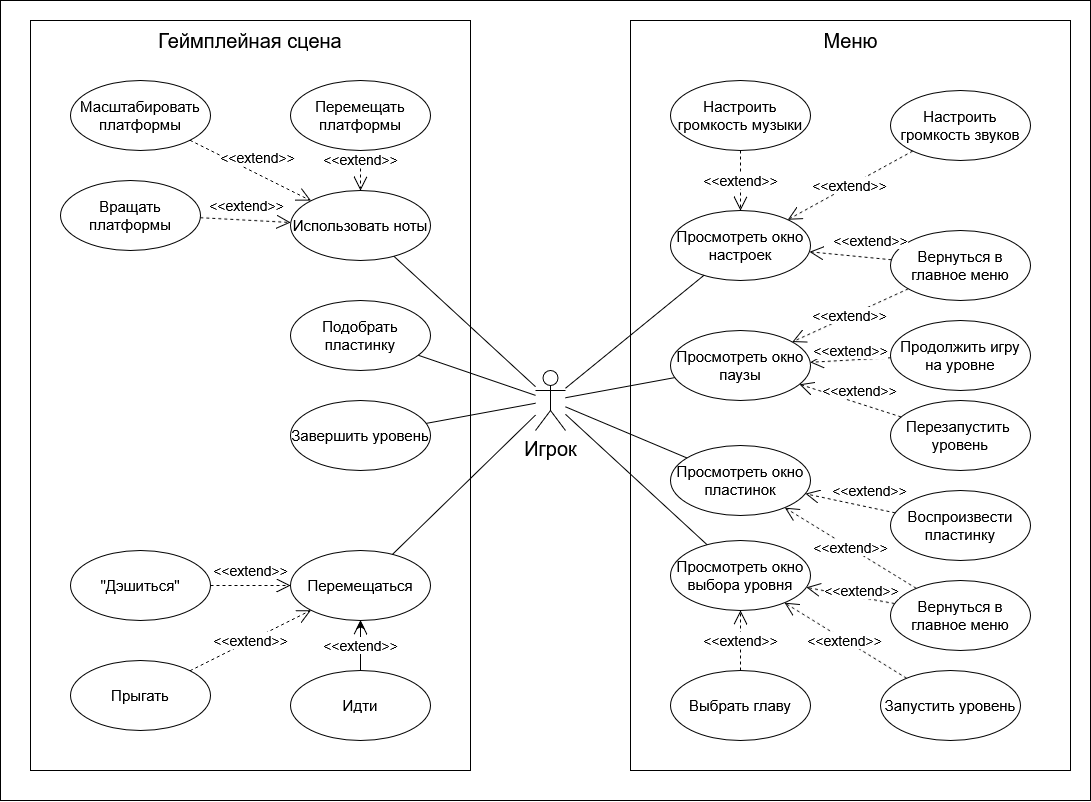 Геймплейная сцена
Масштабировать
платформы
Перемещать
платформы
<<extend>>
<<extend>>
Вращать
платформы
<<extend>>
Использовать ноты
Подобрать
пластинку
Завершить уровень
"Дэшиться"
<<extend>>
Перемещаться
<<extend>>
<<extend>>
Прыгать
Идти
Игрок
Меню
Настроить
громкость музыки
Настроить
громкость звуков
<<extend>>
<<extend>>
Просмотреть окно
настроек
<<extend>>
Вернуться в
главное меню
<<extend>>
Просмотреть окно
паузы
<<extend>>
Продолжить игру
на уровне
<<extend>>
Перезапустить
уровень
Просмотреть окно
пластинок
<<extend>>
Воспроизвести
пластинку
<<extend>>
Просмотреть окно
выбора уровня
<<extend>>
Вернуться в
главное меню
<<extend>>
<<extend>>
Выбрать главу
Запустить уровень